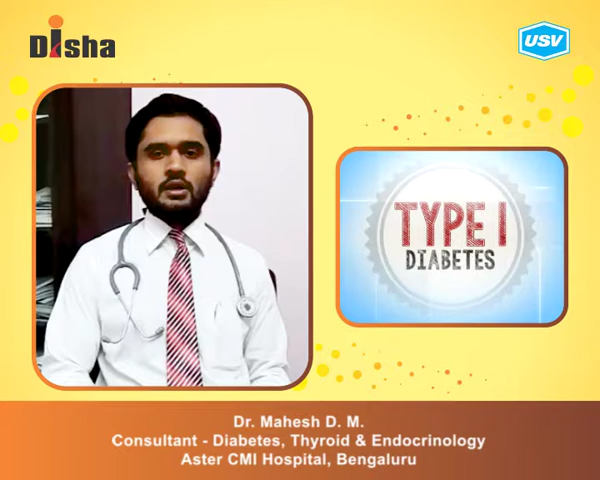 Disha
USV
TYPE I
DIABETES
Dr. Mahesh D. M.
Consultant - Diabetes, Thyroid & Endocrinology
Aster CMI Hospital, Bengaluru